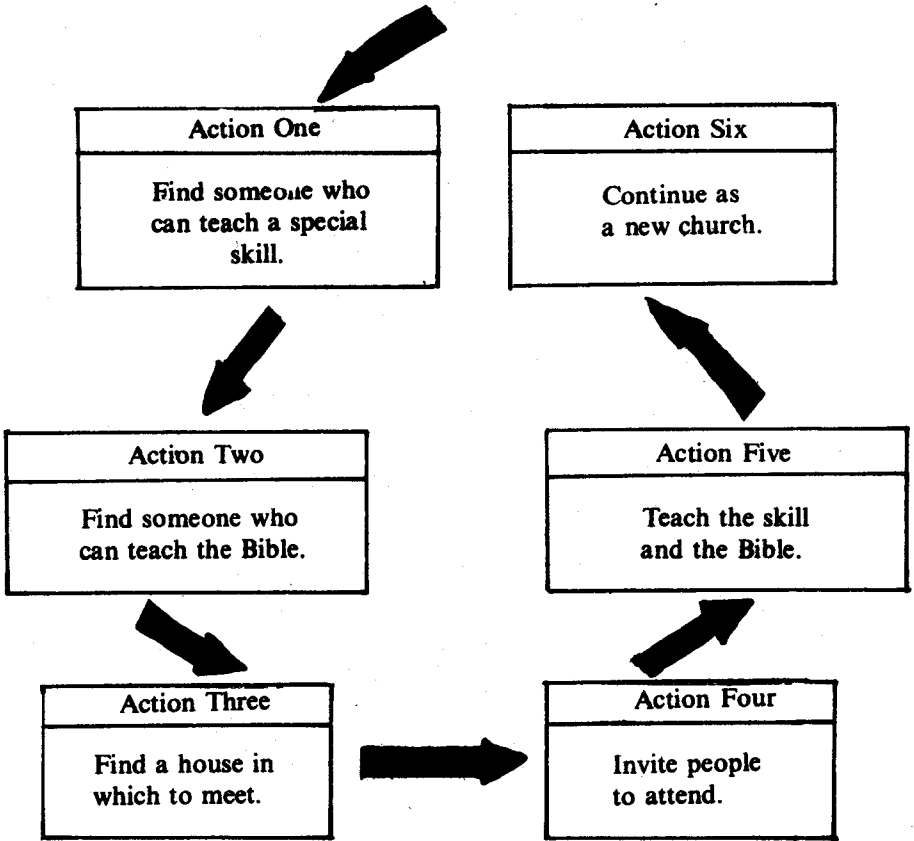 Action One
Find someone who
can teach a special
skill.
Action Two
Find someone who
can teach the Bible.
Action Three
Find a house in
which to meet.
Action Four
Invite people
to attend.
Action Five
Teach the skill
and the Bible.
Action Six
Continue as
a new church.